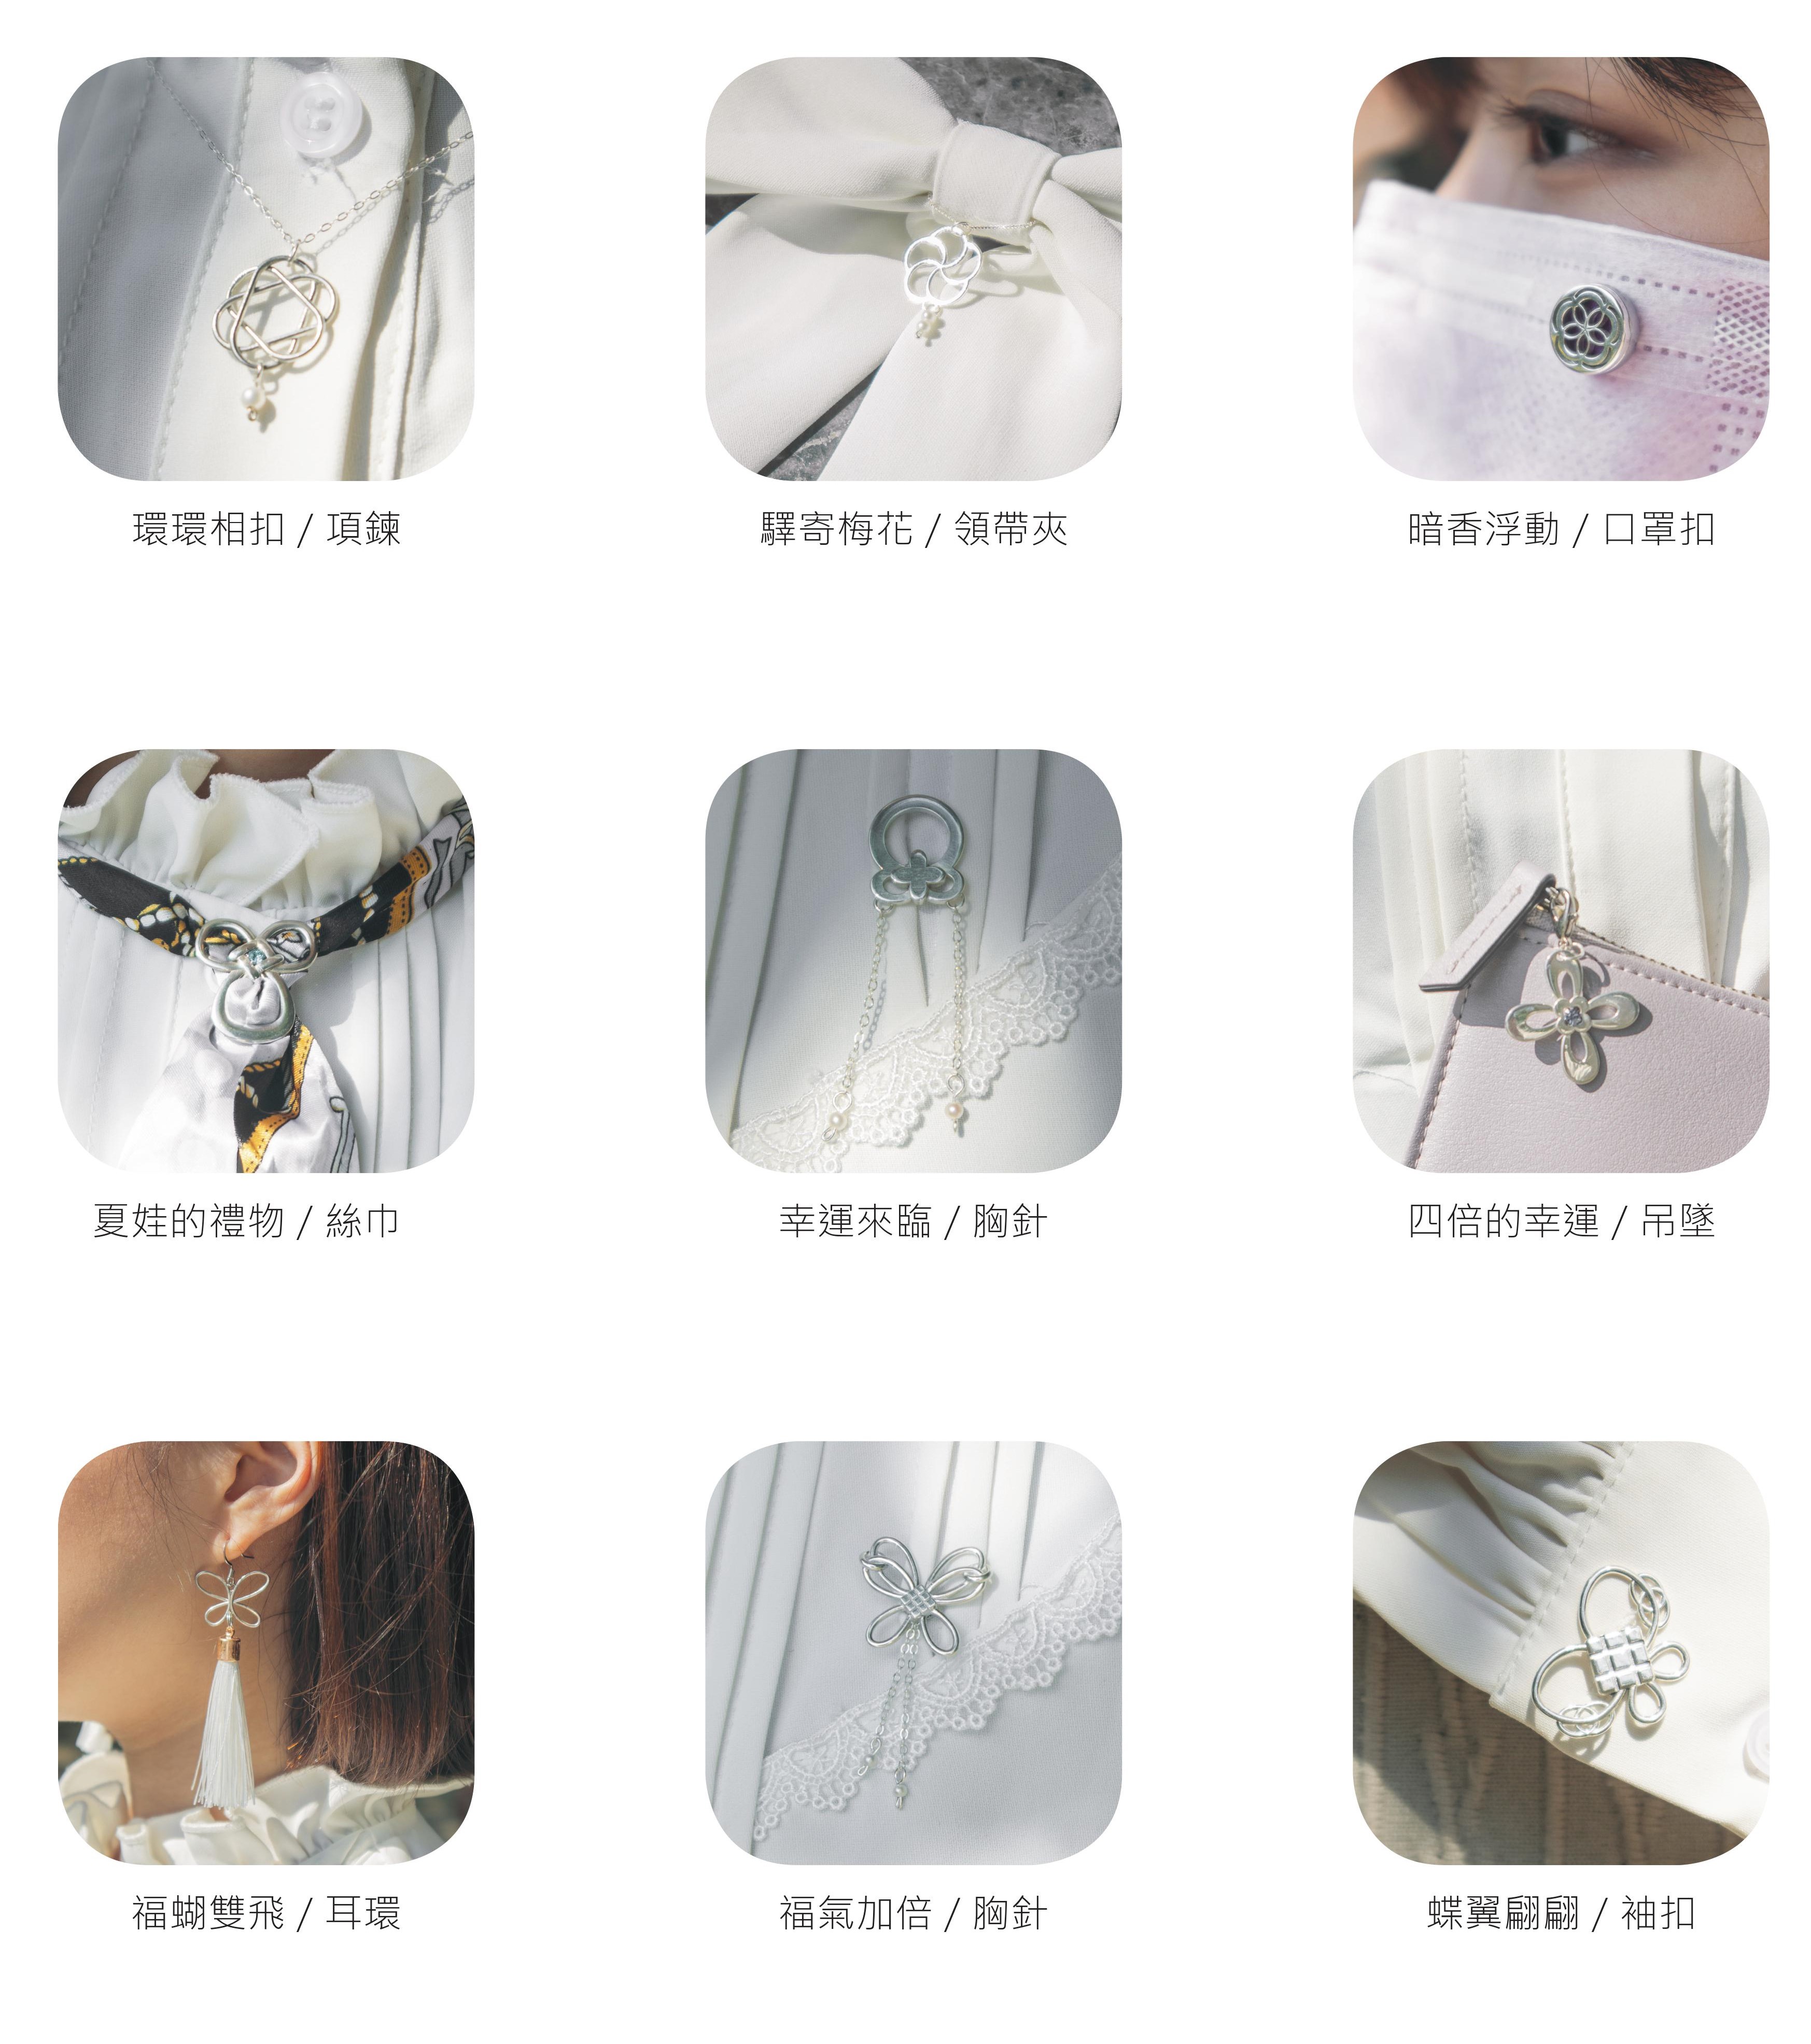 環環相扣 / 項鍊
驛寄梅花 / 領帶夾
暗香浮動 / 口罩扣
夏娃的禮物 / 絲巾
幸運來臨 / 胸針
四倍的幸運 / 吊墜
福蝴雙飛 / 耳環
福氣加倍 / 胸針
蝶翼翩翩 / 袖扣